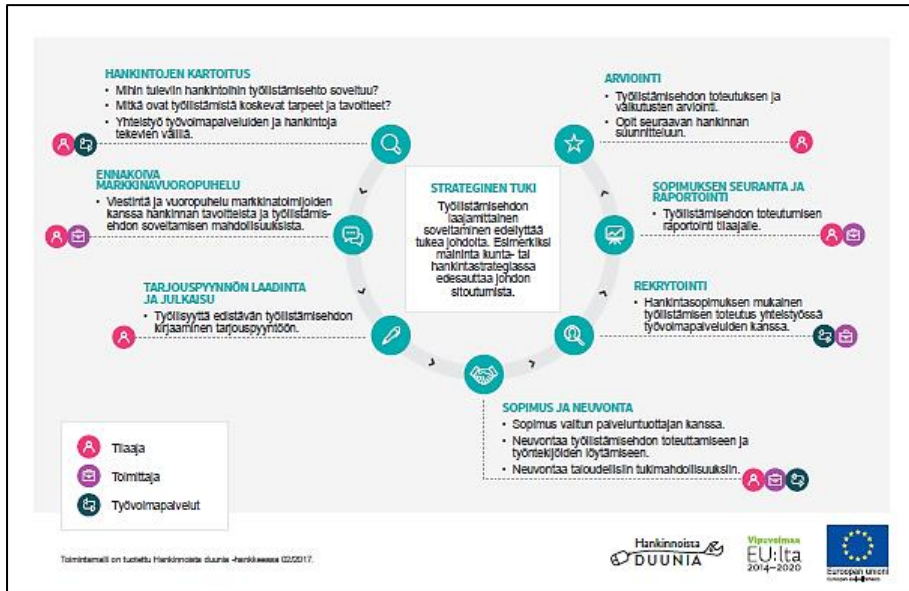 HANKINTOJEN KARTOITUS
• Mihin tuleviin hankintoihin työllistämisehto soveltuu?
• Mitkä ovat työllistämistä koskevat tarpeet ja tavoitteet?
• Yhteistyö työvoimapalveluiden ja hankintoja
tekevien välillä.
ENNAKOIVA
MARKKINAVUOROPUHELU
• Viestintä ja vuoropuhelu markkinatoimijoiden
kanssa hankinnan tavoitteista ja työllistämis-
ehdon soveltamisen mahdollisuuksista.
TARJOUSPYYNNÖN LAADINTA
JA JULKAISU
• Työllisyyttä edistävän työllistämisehdon
kirjaaminen tarjouspyyntöön.
STRATEGINEN TUKI
Työllistämisehdon
laajamittainen
soveltaminen edellyttää
tukea johdolta. Esimerkiksi
maininta kunta- tai
hankintastrategiassa
edesauttaa johdon
sitoutumista.
ARVIOINTI
• Työllistämisehdon toteutuksen ja
vaikutusten arviointi.
• Opit seuraavan hankinnan
suunnitteluun.
SOPIMUKSEN SEURANTA JA
RAPORTOINTI
• Työllistämisehdon toteutumisen
raportointi tilaajalle.
REKRYTOINTI
• Hankintasopimuksen mukainen
työllistämisen toteutus yhteistyössä
työvoimapalveluiden kanssa.
SOPIMUS JA NEUVONTA
• Sopimus valitun palveluntuottajan kanssa.
• Neuvontaa työllistämisehdon toteuttamiseen ja
työntekijöiden löytämiseen.
• Neuvontaa taloudellisiin tukimahdollisuuksiin.
Tilaaja
Toimittaja
Työvoimapalvelut
Toimintamalli on tuotettu Hankinnoista duunia -hankkeessa 02/2017.
Hankinnoista
DUUNIA
Vipuvoimaa
EU:lta
2014–2020
Euroopan unioni